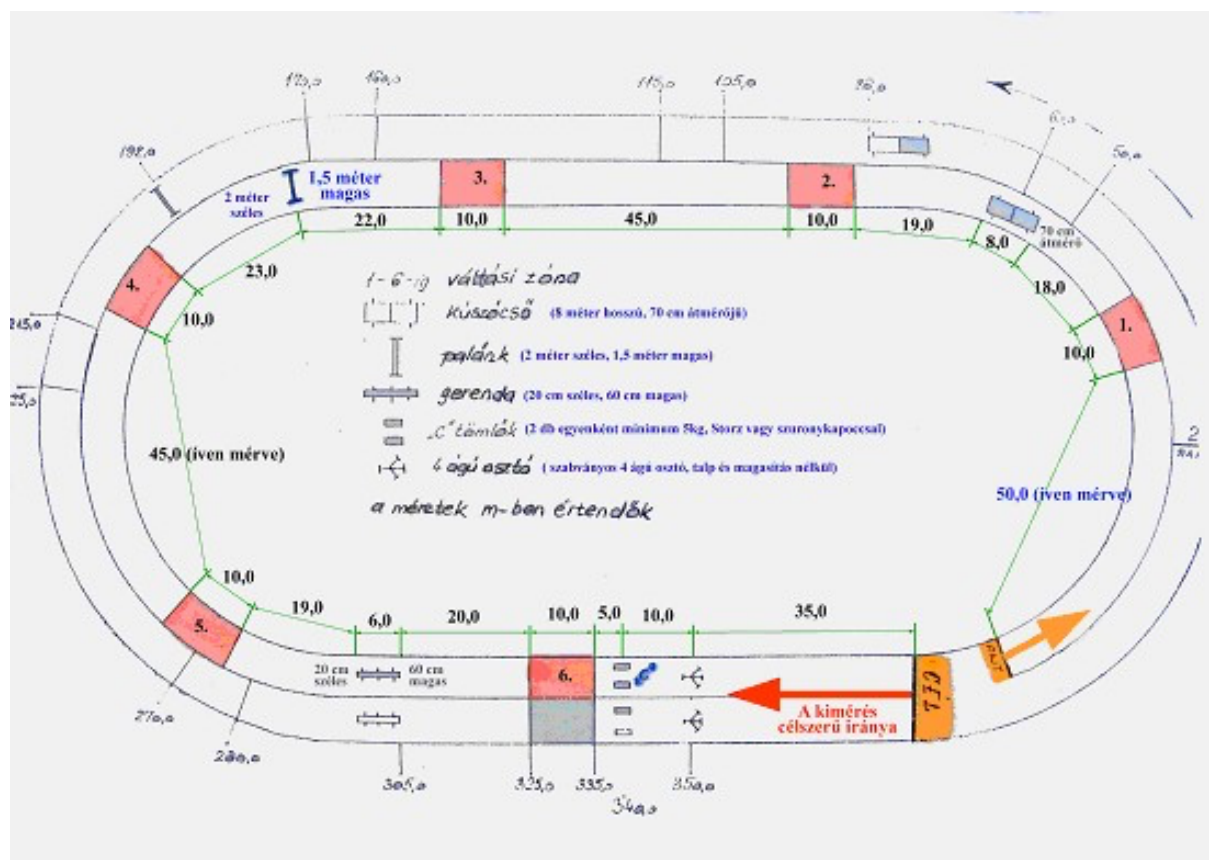 170,0
160,0
115,0
105,0
198,0
50,0
1,5 méter
magas
2 méter
széles
3.
2.
70 cm
átmérő
22,0
10,0
45,0
10,0
19,0
8,0
18,0
1.
10,0
23,0
4.
10,0
1-6-ig váltási zóna
kúszócső (8 méter hosszú, 70 cm átmérőjű)
palánk (2 méter széles, 1,5 méter magas)
gerenda (20 cm széles, 60 cm magas)
„C" tömlők (2 db egyenként minimum 5kg, Storz vagy szuronykapoccsal)
4 ágú osztó ( szabványos 4 ágú osztó, talp és magasítás nélkül)
a méretek m-ben értendők
45,0 (íven mérve)
50,0 (íven mérve)
10,0
19,0
6,0
20,0
10,0
5,0
10,0
35,0
5.
20 cm
széles
60 cm
magas
6.
RAJT
CÉL
A kimérés
célszerű iránya
270,0
280,0
305,0
325,0
335,0
340,0
350,0